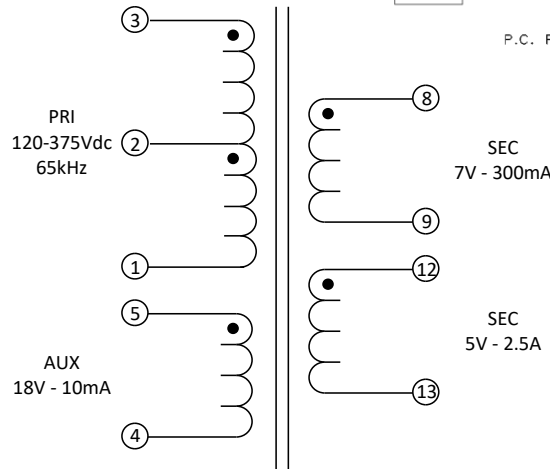 3
P.C. F
PRI
120-375Vdc
65kHz
2
8
SEC
7V - 300mA
9
1
12
5
SEC
5V - 2.5A
AUX
18V - 10mA
13
4